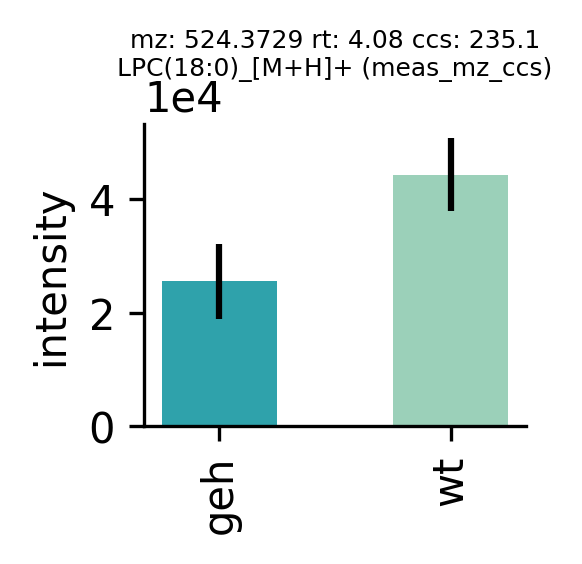 mz: 524.3729 rt: 4.08 ccs: 235.1
LPC(18:0)_[M+H]+ (meas_mz_ccs)
1e4
intensity
4
2
0
geh
wt